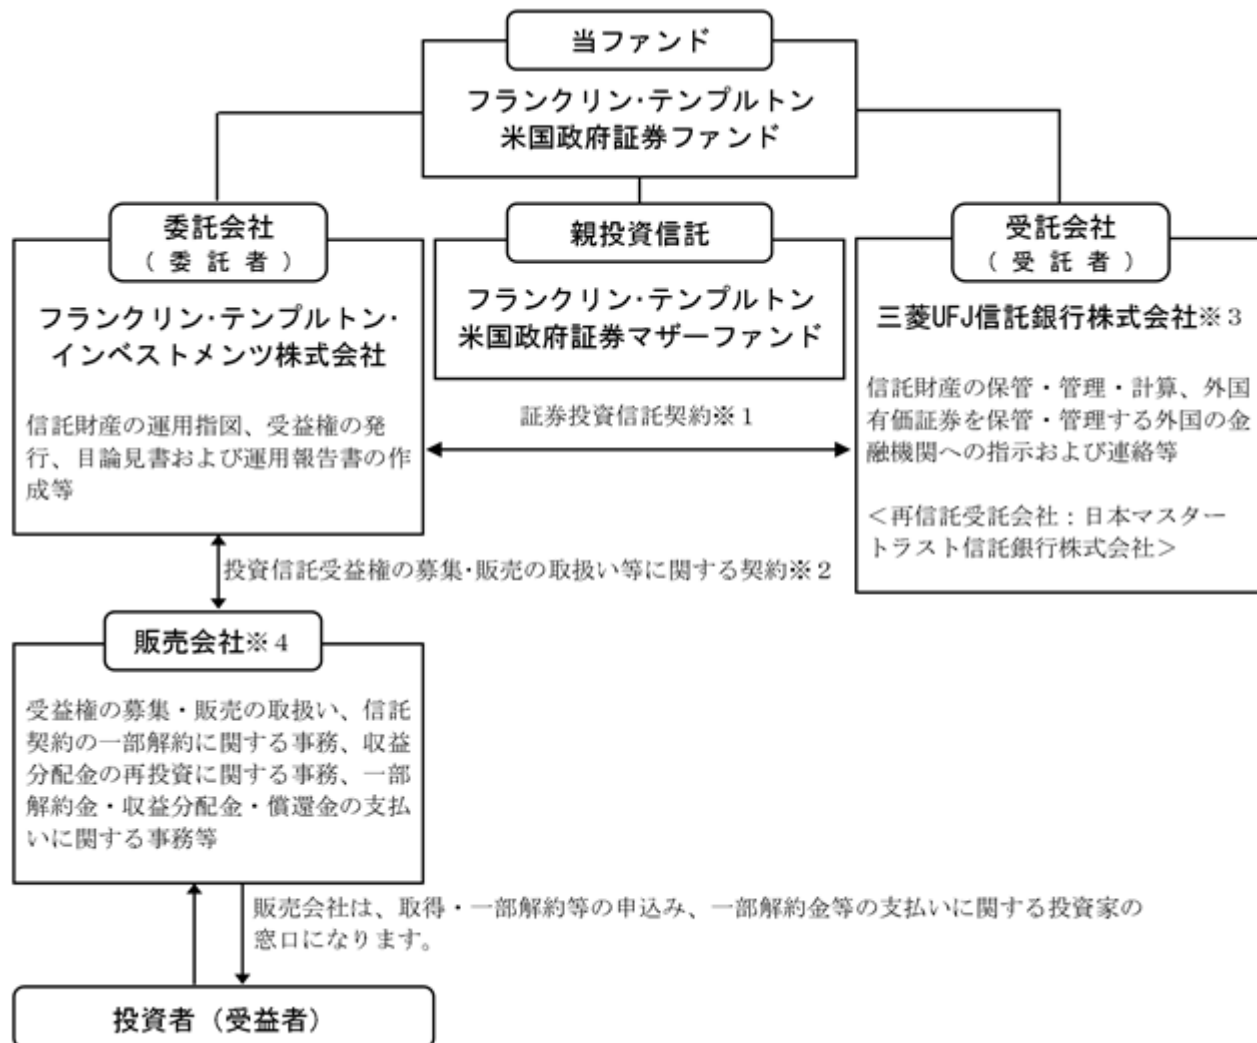 当ファンド
フランクリン・テンプルトン
米国政府証券ファンド
委託会社
（委託者）
フランクリン・テンプルトン・
インベストメンツ株式会社
信託財産の運用指図、受益権の発
行、目論見書および運用報告書の作
成等
親投資信託
フランクリン・テンプルトン
米国政府証券マザーファンド
証券投資信託契約※１
受託会社
（受託者）
三菱UFJ信託銀行株式会社※３
信託財産の保管・管理・計算、外国
有価証券を保管・管理する外国の金
融機関への指示および連絡等
＜再信託受託会社：日本マスター
トラスト信託銀行株式会社＞
投資信託受益権の募集・販売の取扱い等に関する契約※２
販売会社※４
受益権の募集・販売の取扱い、信託
契約の一部解約に関する事務、収益
分配金の再投資に関する事務、一部
解約金・収益分配金・償還金の支払
いに関する事務等
販売会社は、取得・一部解約等の申込み、一部解約金等の支払いに関する投資家の
窓口になります。
投資者（受益者）